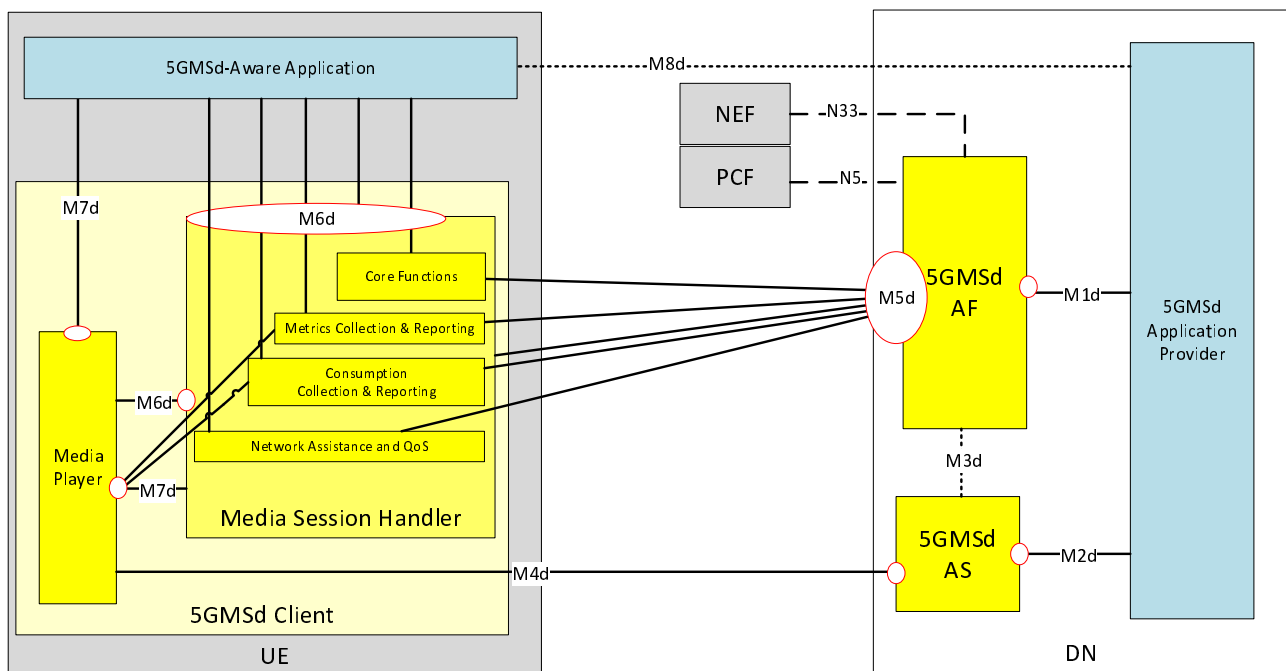 5GMSd-Aware Application
M8d
NEF
N33
PCF
N5
M7d
M6d
Core Functions
Metrics Collection & Reporting
Consumption
Collection & Reporting
Network Assistance and QoS
M6d
Media
Player
M7d
Media Session Handler
M4d
5GMSd Client
UE
M5d
5GMSd
AF
M1d
5GMSd
Application
Provider
M3d
5GMSd
AS
M2d
DN